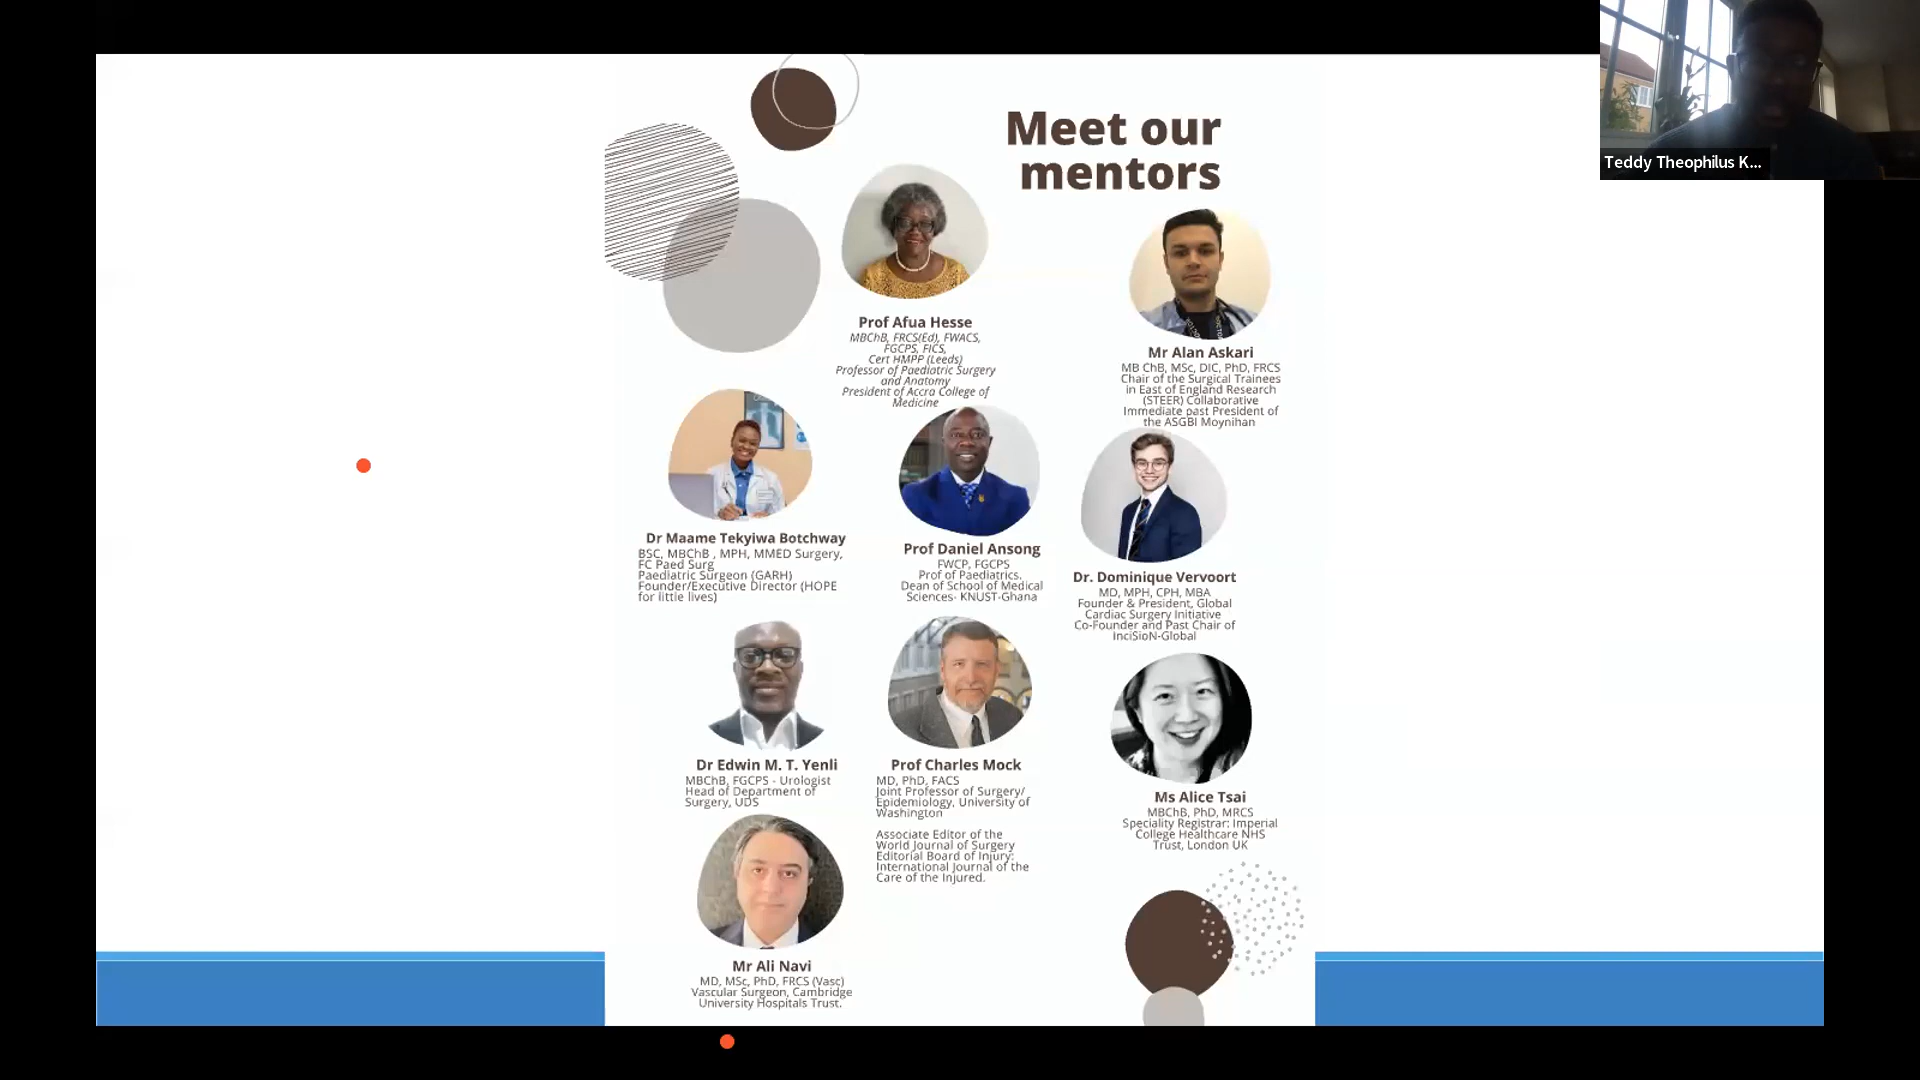 Meet our
mentors
Teddy Theophilus K...
Prof Afua Hesse
MBChB, FRCS(Ed), FWACS,
FGCPS, FICS,
Cert HMPP (Leeds)
Professor of Paediatric Surgery
and Anatomy
President of Accra College of
Medicine
Mr Alan Askari
MB ChB, MSc, DIC, PhD, FRCS
Chair of the Surgical Trainees
in East of England Research
(STEER) Collaborative
Immediate past President of
the ASGBI Moynihan
Dr Maame Tekyiwa Botchway
BSC, MBChB , MPH, MMED Surgery,
FC Paed Surg
Paediatric Surgeon (GARH)
Founder/Executive Director (HOPE
for little lives)
Prof Daniel Ansong
FWCP, FGCPS
Prof of Paediatrics.
Dean of School of Medical
Sciences- KNUST-Ghana
Dr. Dominique Vervoort
MD, MPH, CPH, MBA
Founder & President, Global
Cardiac Surgery Initiative
Co-Founder and Past Chair of
InciSioN-Global
Dr Edwin M. T. Yenli
MBChB, FGCPS - Urologist
Head of Department of
Surgery, UDS
Prof Charles Mock
MD, PhD, FACS
Joint Professor of Surgery/
Epidemiology, University of
Washington
Associate Editor of the
World Journal of Surgery
Editorial Board of Injury:
International Journal of the
Care of the Injured.
Ms Alice Tsai
MBChB, PhD, MRCS
Speciality Registrar: Imperial
College Healthcare NHS
Trust, London UK
Mr Ali Navi
MD, MSc, PhD, FRCS (Vasc)
Vascular Surgeon, Cambridge
University Hospitals Trust.